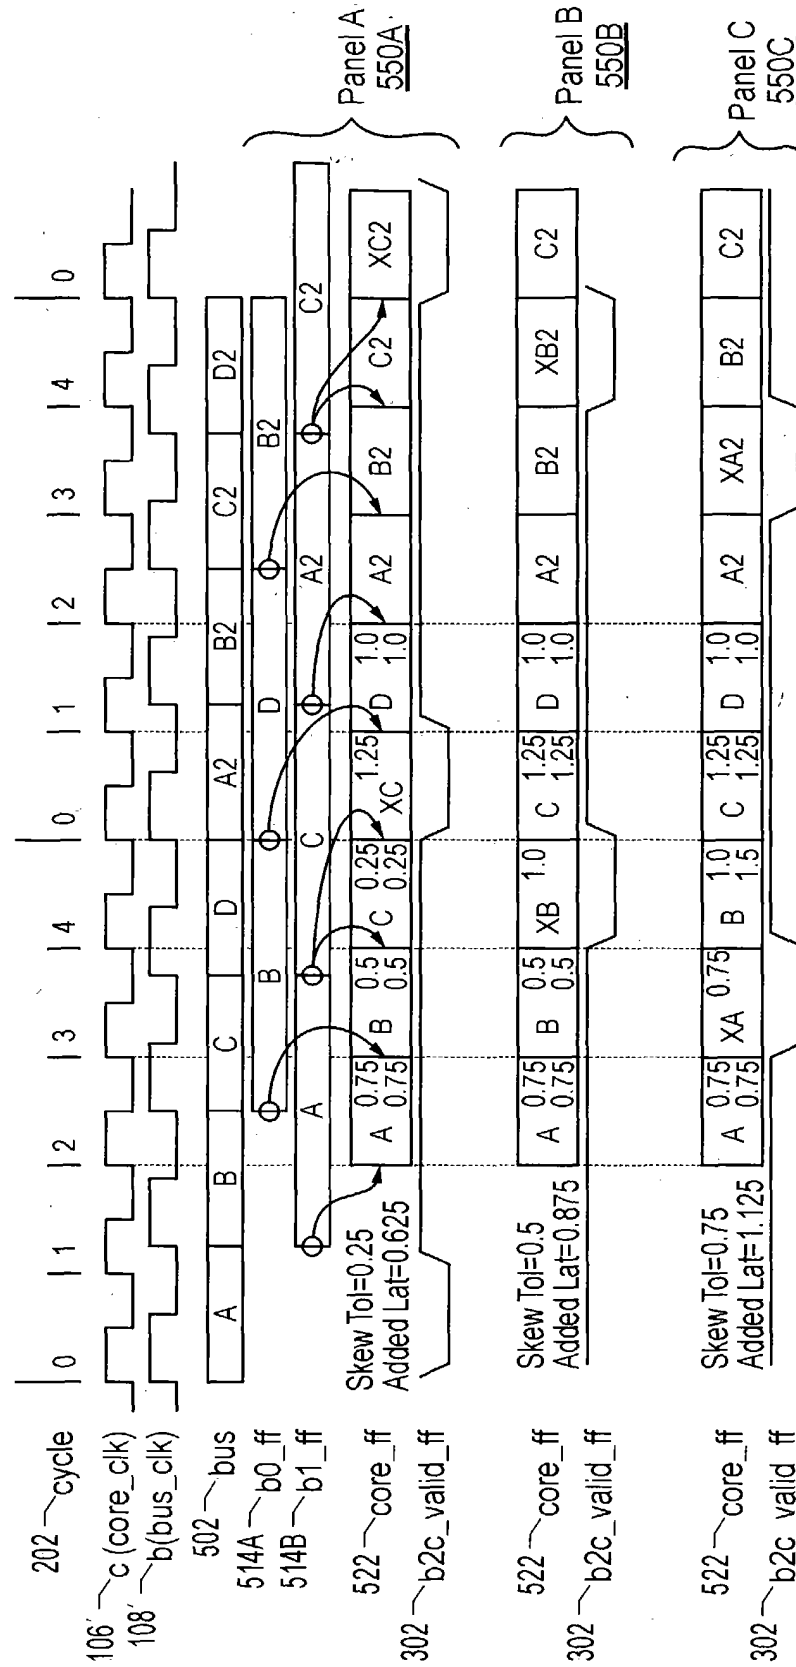 202 cycle 0 1 2 3 4 0 1 2 3 4 0
106' c (core_clk)
108' b(bus_clk)
502 bus A B C D A2 B2 C2 D2
514A b0_ff B D B2
514B b1_ff A C A2 C2
Skew Tol=0.25
Added Lat=0.625
522 core_ff A 0.75 0.75 B 0.5 0.5 C 0.25 0.25 XC 1.25 D 1.0 1.0 A2 B2 C2 XC2
302 b2c_valid_ff
Panel A
550A
Skew Tol=0.5
Added Lat=0.875
522 core_ff A 0.75 0.75 B 0.5 0.5 XB 1.0 C 1.25 1.25 D 1.0 1.0 A2 B2 XB2 C2
302 b2c_valid_ff
Panel B
550B
Skew Tol=0.75
Added Lat=1.125
522 core_ff A 0.75 0.75 XA 0.75 B 1.0 1.5 C 1.25 1.25 D 1.0 1.0 A2 XA2 B2 C2
302 b2c_valid_ff
Panel C
550C